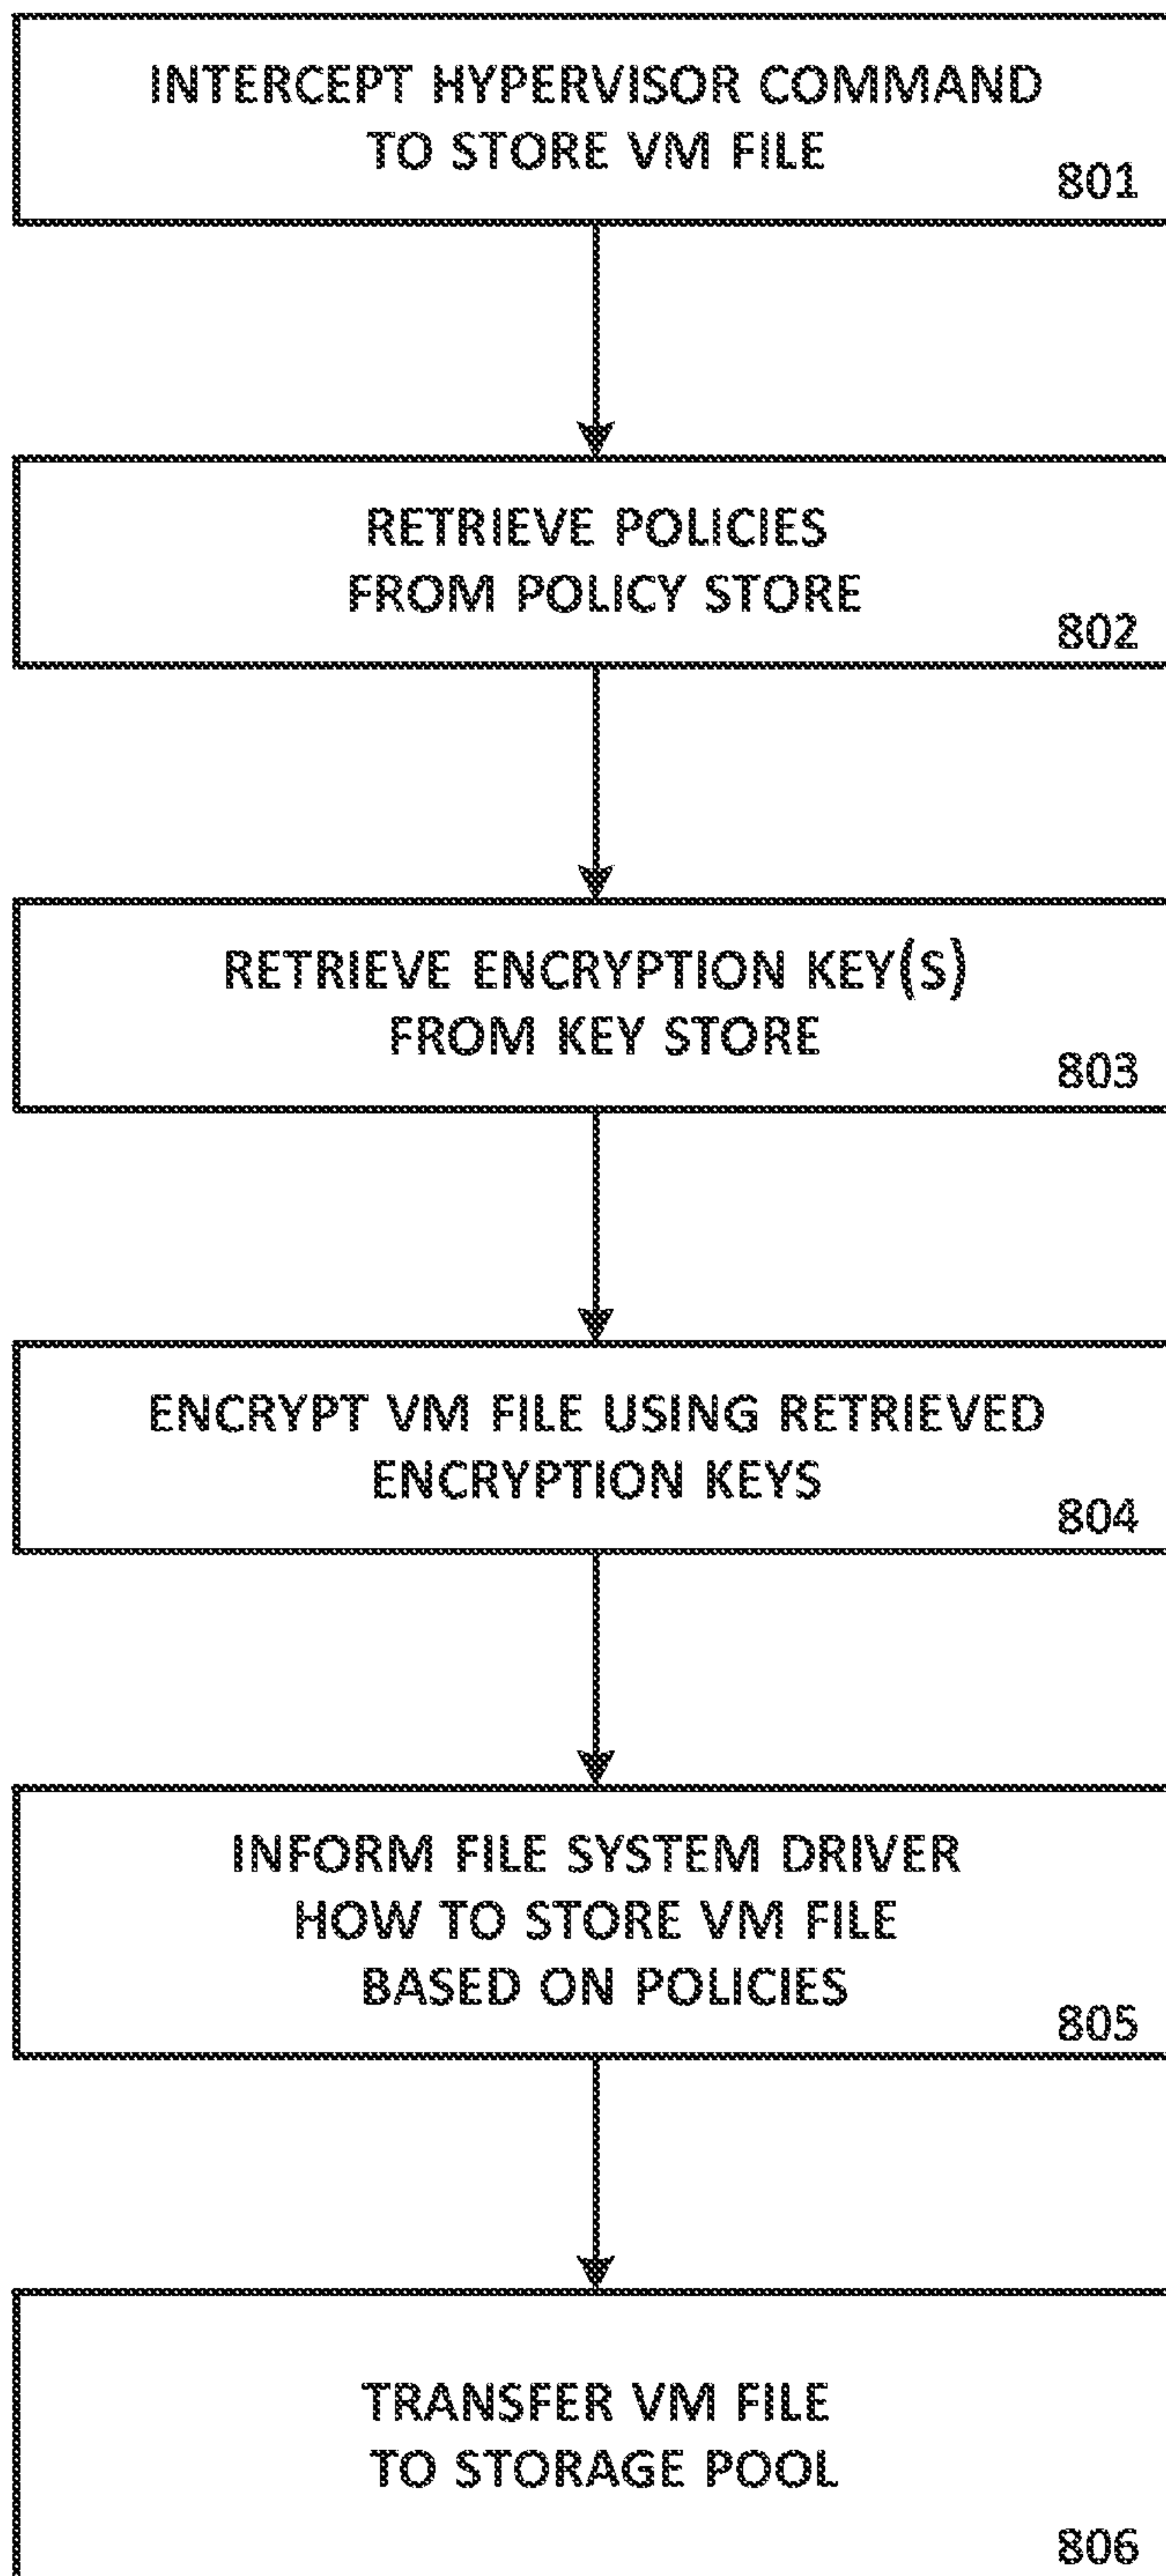 INTERCEPT HYPERVISOR COMMAND
TO STORE VM FILE
801
RETRIEVE POLICIES
FROM POLICY STORE
802
RETRIEVE ENCRYPTION KEY(S)
FROM KEY STORE
803
ENCRYPT VM FILE USING RETRIEVED
ENCRYPTION KEYS
804
INFORM FILE SYSTEM DRIVER
HOW TO STORE VM FILE
BASED ON POLICIES
805
TRANSFER VM FILE
TO STORAGE POOL
806